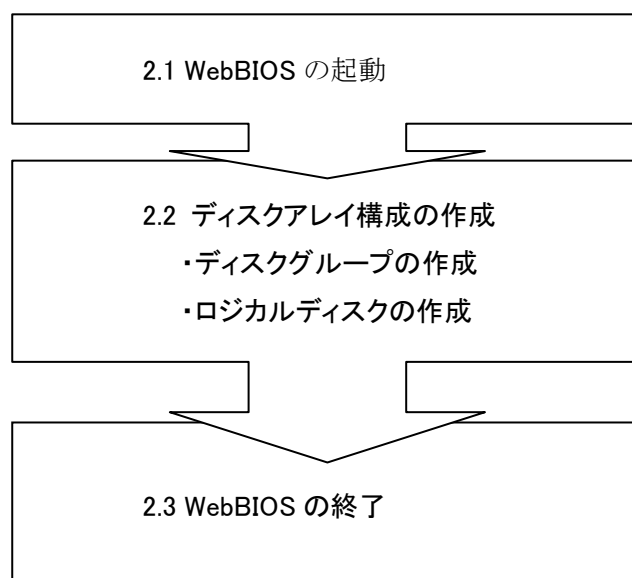 2.1 WebBIOS の起動
2.2 ディスクアレイ構成の作成
・ディスクグループの作成
・ロジカルディスクの作成
2.3 WebBIOS の終了